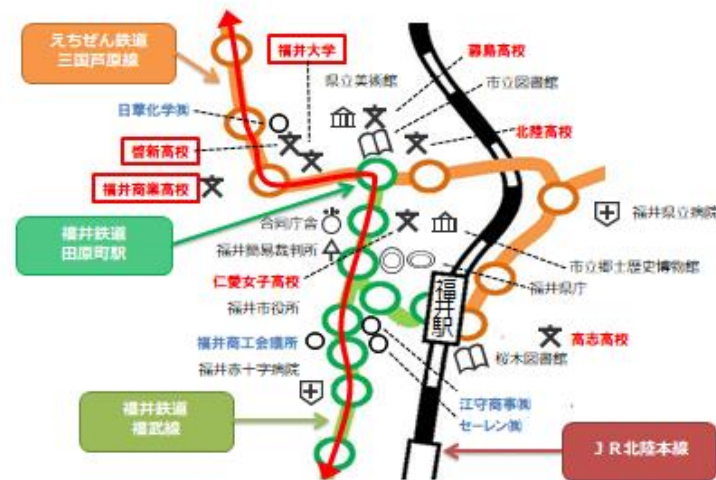 えちぜん鉄道
三国芦原線
福井大学
藤島高校
県立美術館
市立図書館
日華化学㈱
北陸高校
啓新高校
福井商業高校
福井鉄道
田原町駅
合同庁舎
福井簡易裁判所
福井県立病院
仁愛女子高校
市立郷土歴史博物館
福井県庁
福井市役所
福井駅
福井商工会議所
高志高校
桜木図書館
福井赤十字病院
江守商事㈱
セーレン㈱
福井鉄道
福武線
ＪＲ北陸本線